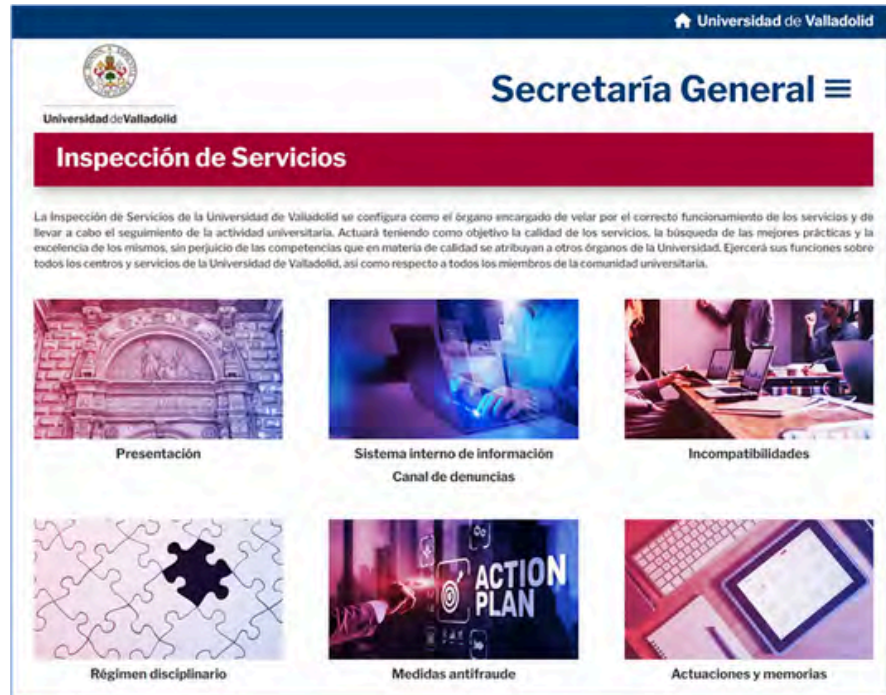 Universidad de Valladolid
Secretaría General
Universidad de Valladolid
Inspección de Servicios
La Inspección de Servicios de la Universidad de Valladolid se configura como el órgano encargado de velar por el correcto funcionamiento de los servicios y de
llevar a cabo el seguimiento de la actividad universitaria. Actuará teniendo como objetivo la calidad de los servicios, la búsqueda de las mejores prácticas y la
excelencia de los mismos, sin perjuicio de las competencias que en materia de calidad se atribuyan a otros órganos de la Universidad. Ejercerá sus funciones sobre
todos los centros y servicios de la Universidad de Valladolid, así como respecto a todos los miembros de la comunidad universitaria.
Presentación
Sistema interno de información
Canal de denuncias
Incompatibilidades
ACTION
PLAN
Régimen disciplinario
Medidas antifraude
Actuaciones y memorias